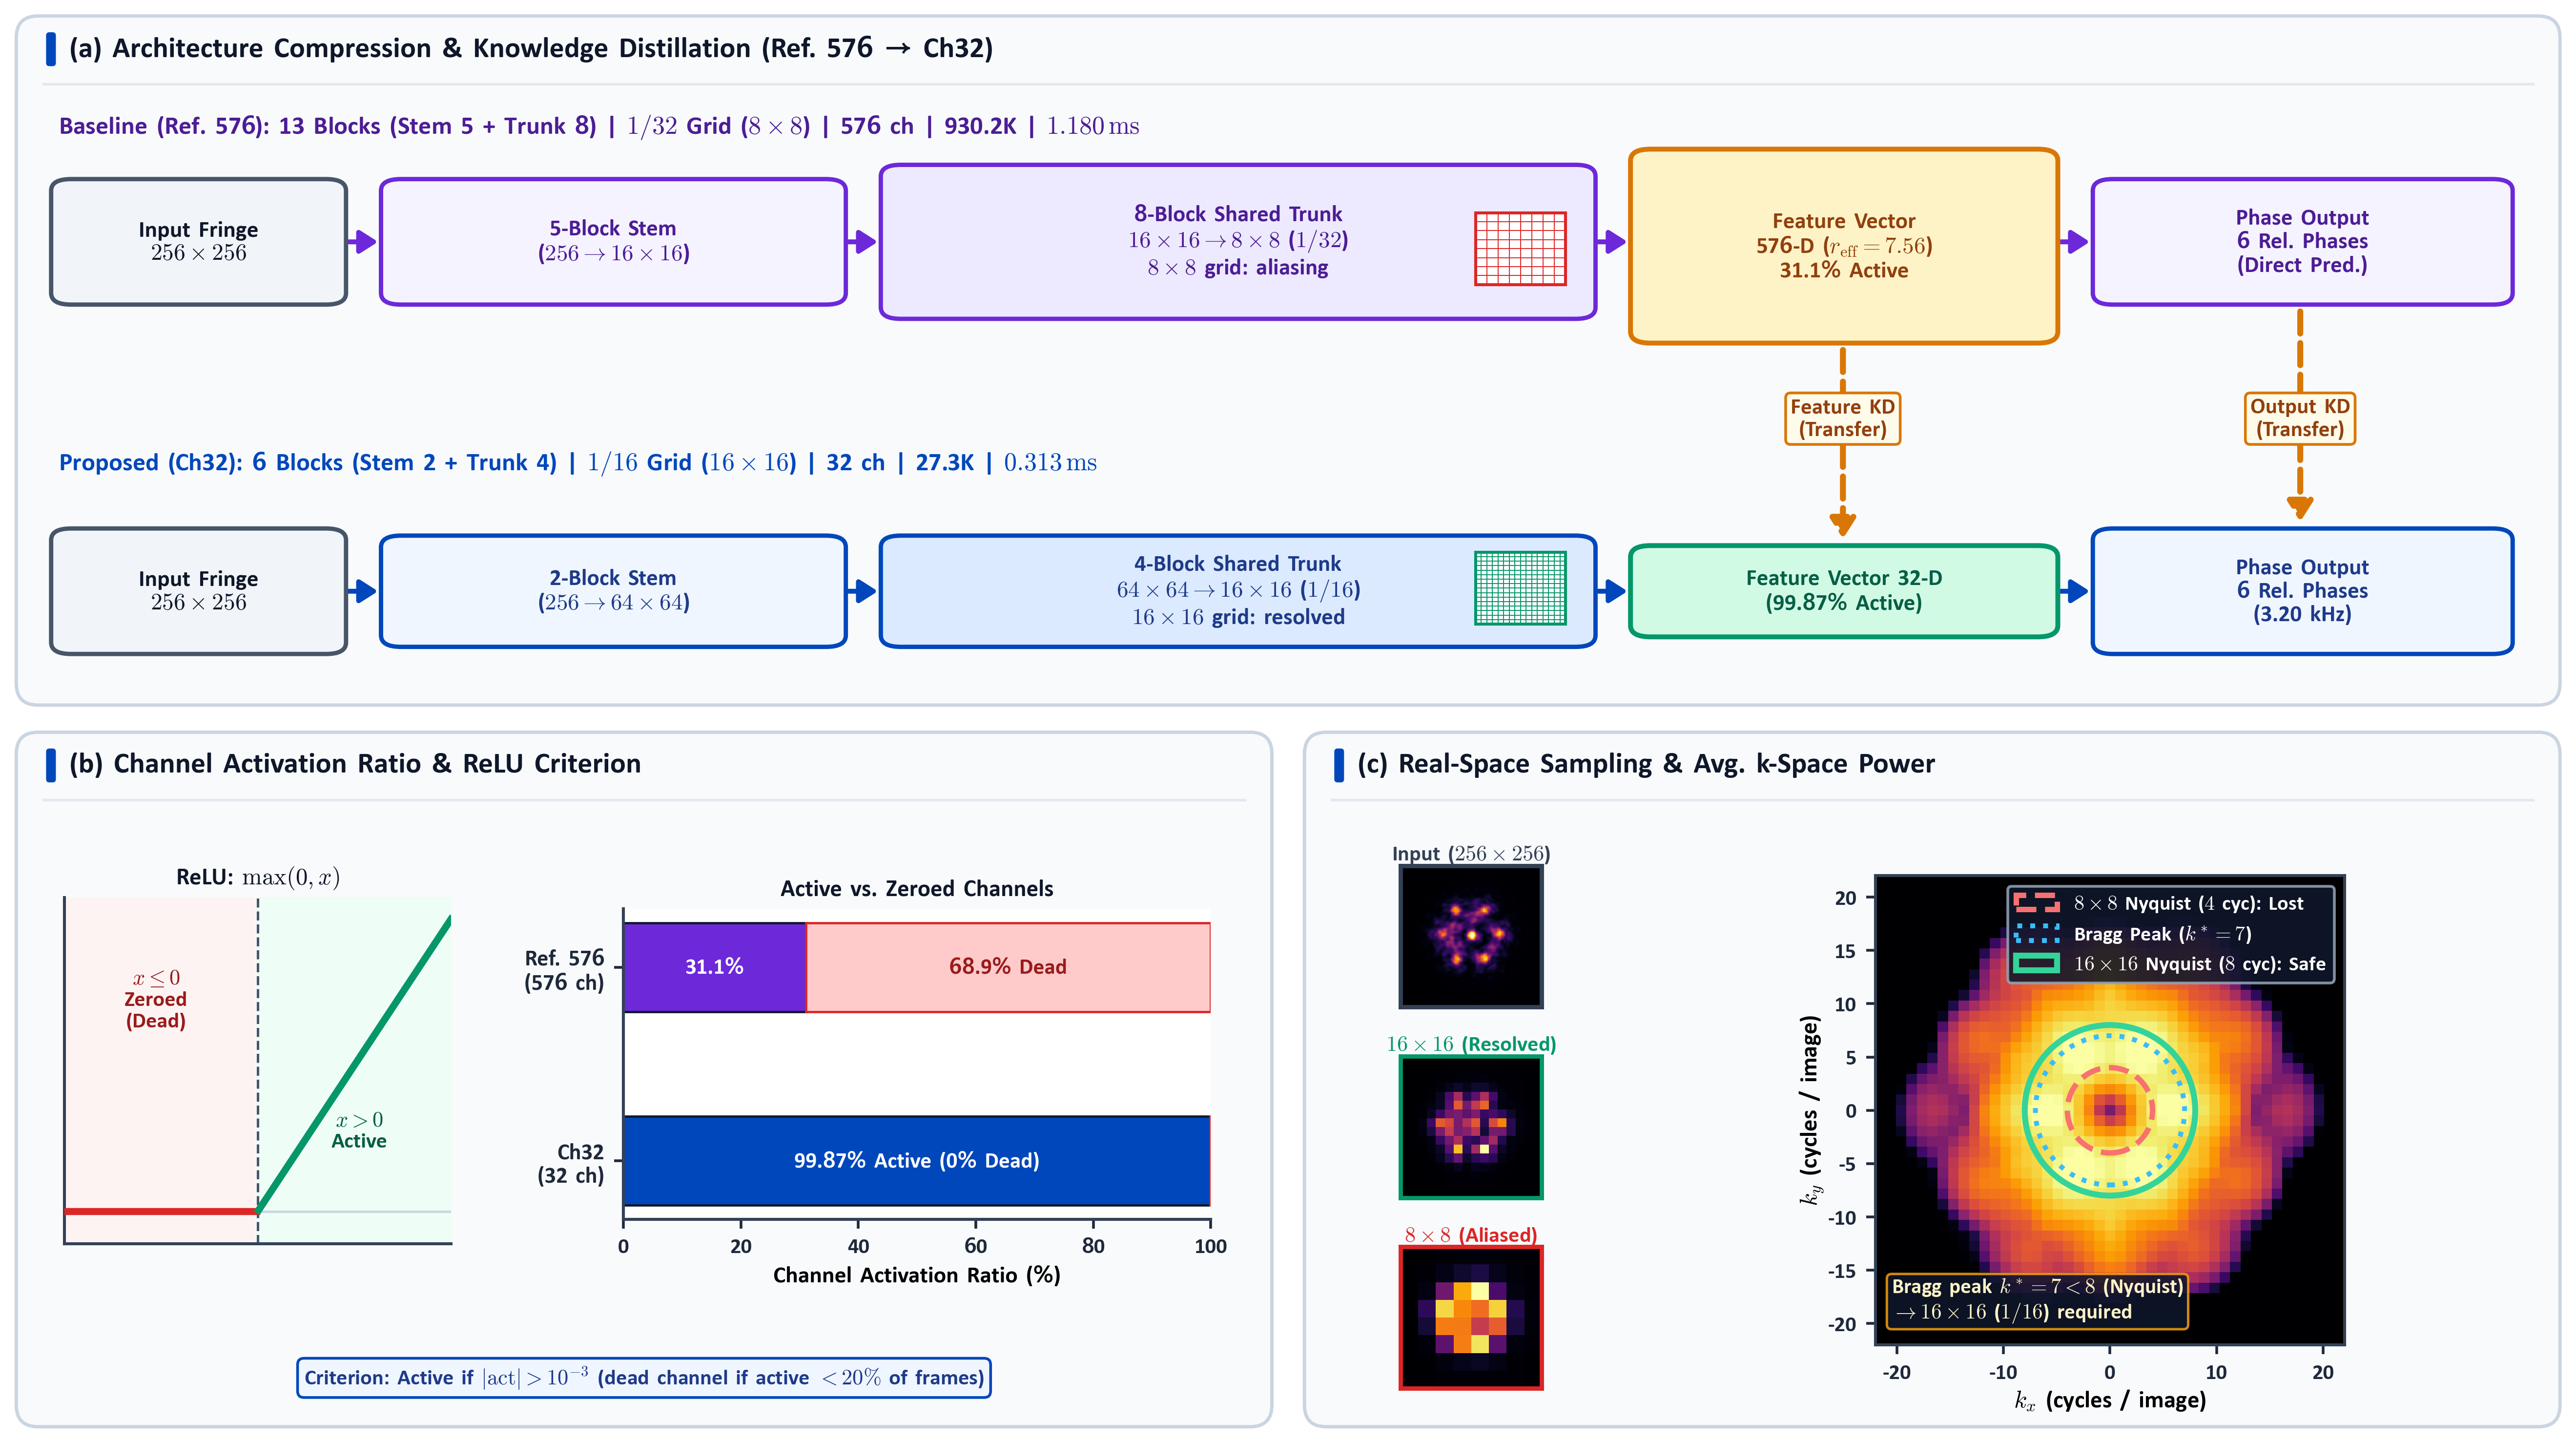 (a) Architecture Compression & Knowledge Distillation (Ref. 576 → Ch32)
Baseline (Ref. 576): 13 Blocks (Stem 5 + Trunk 8) | 1/32 Grid (8 × 8) | 576 ch | 930.2K | 1.180 ms
Input Fringe
256 × 256
5-Block Stem
(256 → 16 × 16)
8-Block Shared Trunk
16 × 16 → 8 × 8 (1/32)
8 × 8 grid: aliasing
Feature Vector
576-D (r_eff = 7.56)
31.1% Active
Phase Output
6 Rel. Phases
(Direct Pred.)
Feature KD
(Transfer)
Output KD
(Transfer)
Proposed (Ch32): 6 Blocks (Stem 2 + Trunk 4) | 1/16 Grid (16 × 16) | 32 ch | 27.3K | 0.313 ms
Input Fringe
256 × 256
2-Block Stem
(256 → 64 × 64)
4-Block Shared Trunk
64 × 64 → 16 × 16 (1/16)
16 × 16 grid: resolved
Feature Vector 32-D
(99.87% Active)
Phase Output
6 Rel. Phases
(3.20 kHz)
(b) Channel Activation Ratio & ReLU Criterion
ReLU: max(0, x)
x ≤ 0
Zeroed
(Dead)
x > 0
Active
Active vs. Zeroed Channels
Ref. 576
(576 ch)
31.1%
68.9% Dead
Ch32
(32 ch)
99.87% Active (0% Dead)
0 20 40 60 80 100
Channel Activation Ratio (%)
Criterion: Active if |act| > 10⁻³ (dead channel if active < 20% of frames)
(c) Real-Space Sampling & Avg. k-Space Power
Input (256 × 256)
16 × 16 (Resolved)
8 × 8 (Aliased)
8 × 8 Nyquist (4 cyc): Lost
Bragg Peak (k* = 7)
16 × 16 Nyquist (8 cyc): Safe
20
15
10
5
0
-5
-10
-15
-20
k_y (cycles / image)
Bragg peak k* = 7 < 8 (Nyquist)
→ 16 × 16 (1/16) required
-20 -10 0 10 20
k_x (cycles / image)